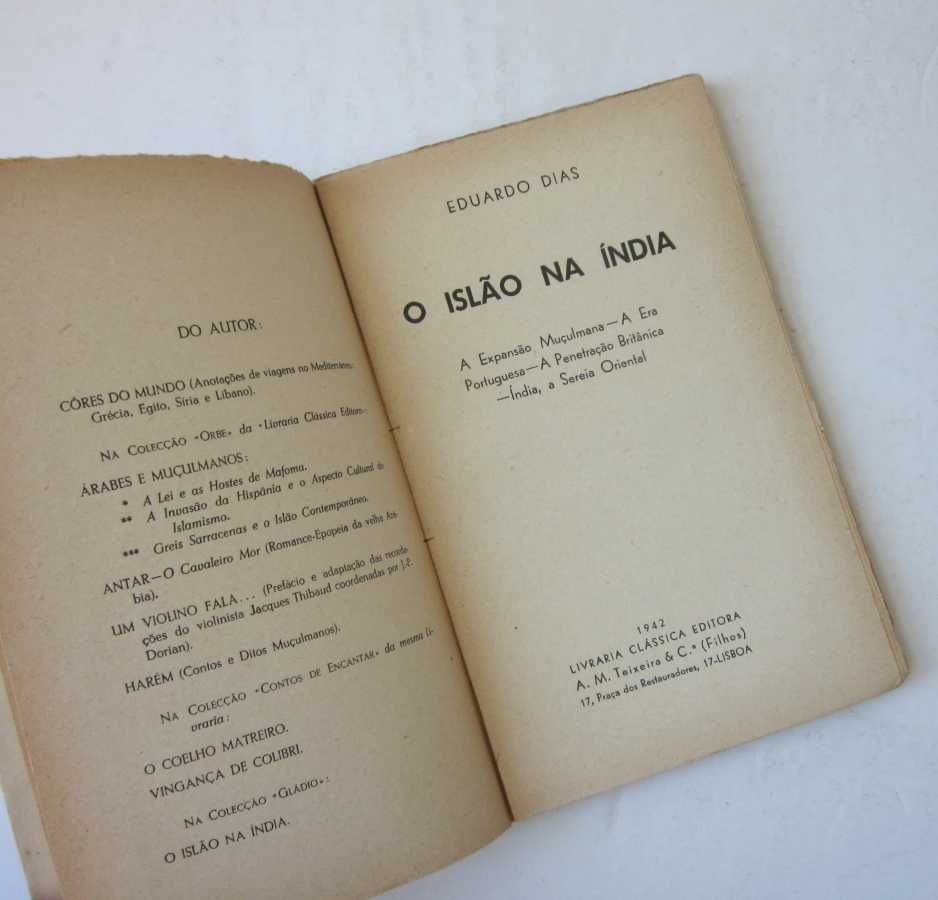 DO AUTOR:
CÔRES DO MUNDO (Anotações de viagens no Mediterrâneo:
Grécia, Egito, Síria e Líbano).
NA COLECÇÃO «ORBE» da «Livraria Clássica Editora»:
ÁRABES E MUÇULMANOS:
* A Lei e as Hostes de Mafoma.
** A Invasão da Hispânia e o Aspecto Cultural do
Islamismo.
*** Greis Sarracenas e o Islão Contemporâneo.
ANTAR—O Cavaleiro Mor (Romance-Epopeia da velha Ará-
bia).
UM VIOLINO FALA... (Prefácio e adaptação das recorda-
ções do violinista Jacques Thibaud coordenadas por J.-P.
Dorian).
HARÉM (Contos e Ditos Muçulmanos).
NA COLECÇÃO «CONTOS DE ENCANTAR» da mesma Li-
vraria:
O COELHO MATREIRO.
VINGANÇA DE COLIBRI.
NA COLECÇÃO «GLÁDIO»:
O ISLÃO NA ÍNDIA.
EDUARDO DIAS
O ISLÃO NA ÍNDIA
A Expansão Muçulmana—A Era
Portuguesa—A Penetração Britânica
—Índia, a Sereia Oriental
1942
LIVRARIA CLÁSSICA EDITORA
A. M. Teixeira & C.ª (Filhos)
17, Praça dos Restauradores, 17-LISBOA